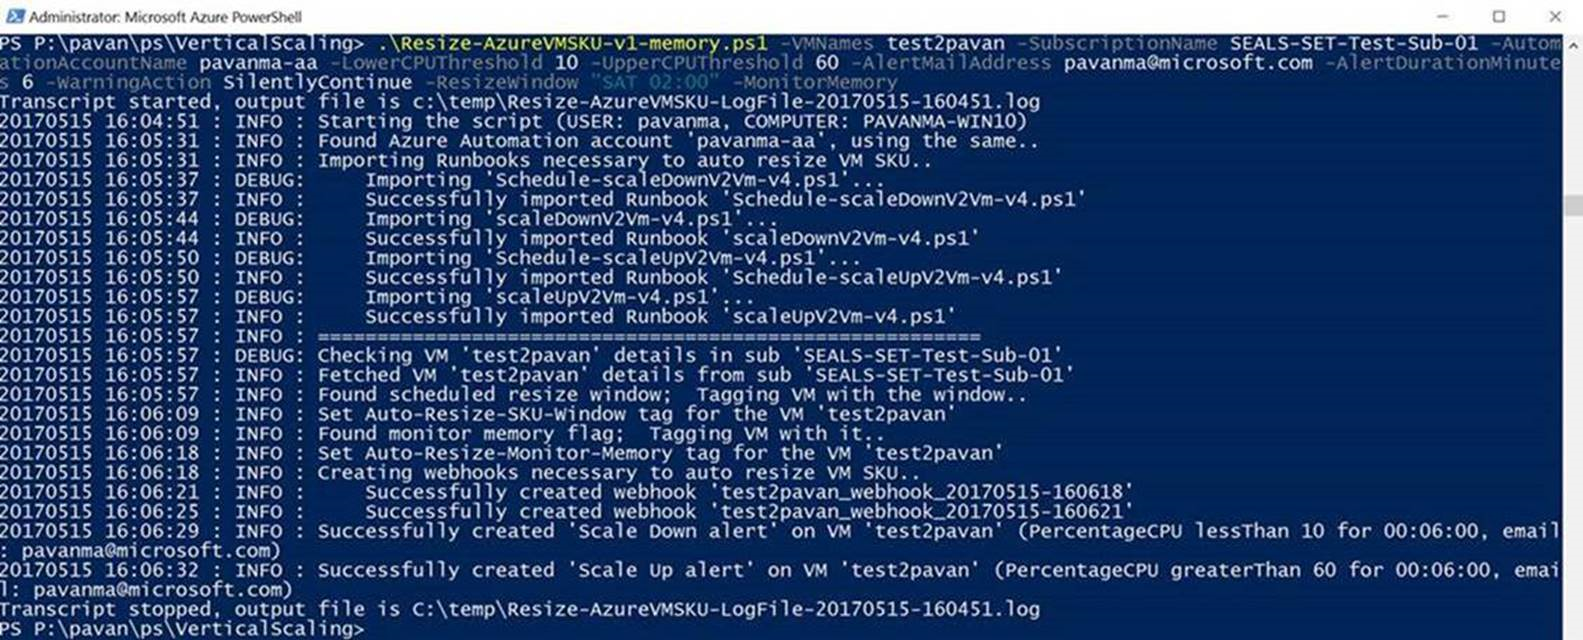 Administrator: Microsoft Azure PowerShell
PS P:\pavan\ps\VerticalScaling> .\Resize-AzureVMSKU-v1-memory.ps1 -VMNames test2pavan -SubscriptionName SEALS-SET-Test-Sub-01 -Autom
ationAccountName pavanma-aa -LowerCPUThreshold 10 -UpperCPUThreshold 60 -AlertMailAddress pavanma@microsoft.com -AlertDurationMinute
s 6 -WarningAction SilentlyContinue -ResizeWindow "SAT 02:00" -MonitorMemory
Transcript started, output file is c:\temp\Resize-AzureVMSKU-LogFile-20170515-160451.log
20170515 16:04:51 : INFO : Starting the script (USER: pavanma, COMPUTER: PAVANMA-WIN10)
20170515 16:05:31 : INFO : Found Azure Automation account 'pavanma-aa', using the same..
20170515 16:05:31 : INFO : Importing Runbooks necessary to auto resize VM SKU..
20170515 16:05:37 : DEBUG:     Importing 'Schedule-scaleDownV2Vm-v4.ps1'...
20170515 16:05:37 : INFO :     Successfully imported Runbook 'Schedule-scaleDownV2Vm-v4.ps1'
20170515 16:05:44 : DEBUG:     Importing 'scaleDownV2Vm-v4.ps1'...
20170515 16:05:44 : INFO :     Successfully imported Runbook 'scaleDownV2Vm-v4.ps1'
20170515 16:05:50 : DEBUG:     Importing 'Schedule-scaleUpV2Vm-v4.ps1'...
20170515 16:05:50 : INFO :     Successfully imported Runbook 'Schedule-scaleUpV2Vm-v4.ps1'
20170515 16:05:57 : DEBUG:     Importing 'scaleUpV2Vm-v4.ps1'...
20170515 16:05:57 : INFO :     Successfully imported Runbook 'scaleUpV2Vm-v4.ps1'
20170515 16:05:57 : INFO : ========================================================
20170515 16:05:57 : DEBUG: Checking VM 'test2pavan' details in sub 'SEALS-SET-Test-Sub-01'
20170515 16:05:57 : INFO : Fetched VM 'test2pavan' details from sub 'SEALS-SET-Test-Sub-01'
20170515 16:05:57 : INFO : Found scheduled resize window;  Tagging VM with the window..
20170515 16:06:09 : INFO : Set Auto-Resize-SKU-Window tag for the VM 'test2pavan'
20170515 16:06:09 : INFO : Found monitor memory flag;  Tagging VM with it..
20170515 16:06:18 : INFO : Set Auto-Resize-Monitor-Memory tag for the VM 'test2pavan'
20170515 16:06:18 : INFO : Creating webhooks necessary to auto resize VM SKU..
20170515 16:06:21 : INFO :     Successfully created webhook 'test2pavan_webhook_20170515-160618'
20170515 16:06:25 : INFO :     Successfully created webhook 'test2pavan_webhook_20170515-160621'
20170515 16:06:29 : INFO : Successfully created 'Scale Down alert' on VM 'test2pavan' (PercentageCPU lessThan 10 for 00:06:00, email
: pavanma@microsoft.com)
20170515 16:06:32 : INFO : Successfully created 'Scale Up alert' on VM 'test2pavan' (PercentageCPU greaterThan 60 for 00:06:00, emai
l: pavanma@microsoft.com)
Transcript stopped, output file is C:\temp\Resize-AzureVMSKU-LogFile-20170515-160451.log
PS P:\pavan\ps\VerticalScaling>